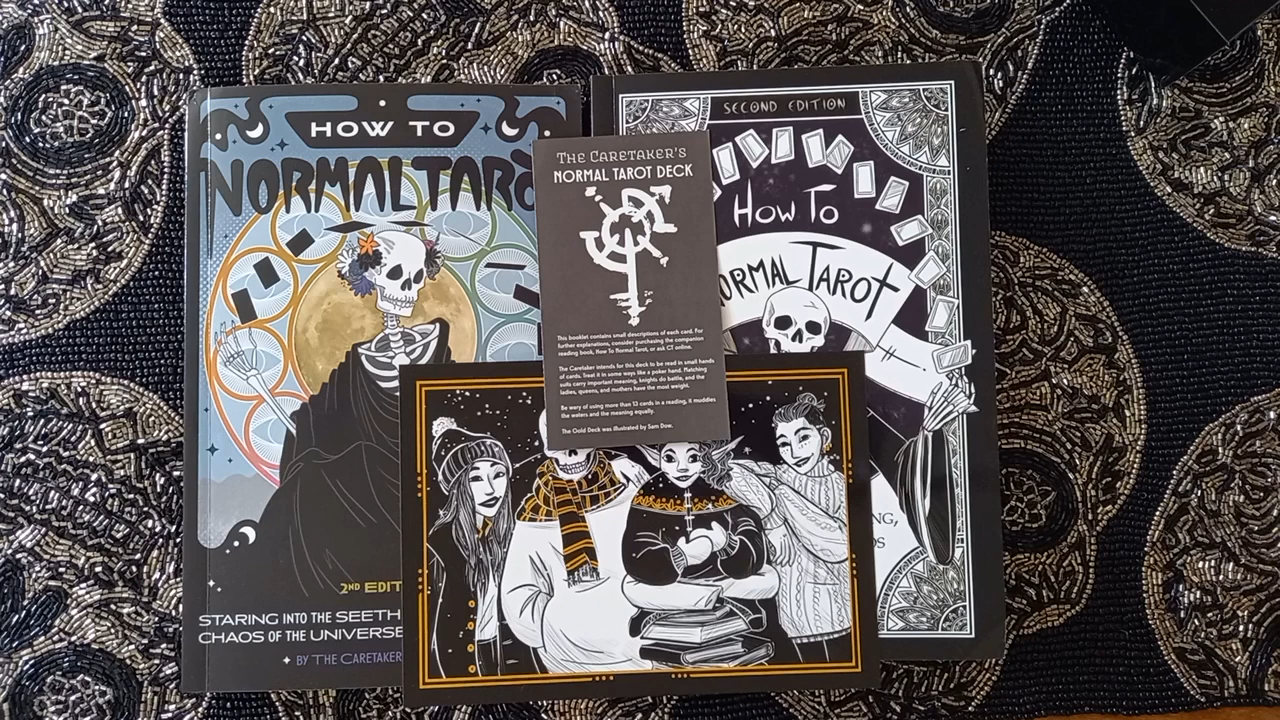 HOW TO
NORMAL TARO
2ND EDIT
STARING INTO THE SEETH
CHAOS OF THE UNIVERSE
BY THE CARETAKER
THE CARETAKER'S
NORMAL TAROT DECK
This booklet contains small descriptions of each card. For
further explanations, consider purchasing the companion
reading book, How To Normal Tarot, or ask CT online.
The Caretaker intends for this deck to be read in small hands
of cards. Treat it in some ways like a poker hand. Matching
suits carry important meaning, knights do battle, and the
ladies, queens, and mothers have the most weight.
Be wary of using more than 13 cards in a reading, it muddles
the waters and the meaning equally.
The Gold Deck was illustrated by Sam Dow.
SECOND EDITION
HOW TO
ORMAL TAROT
NG,
DS